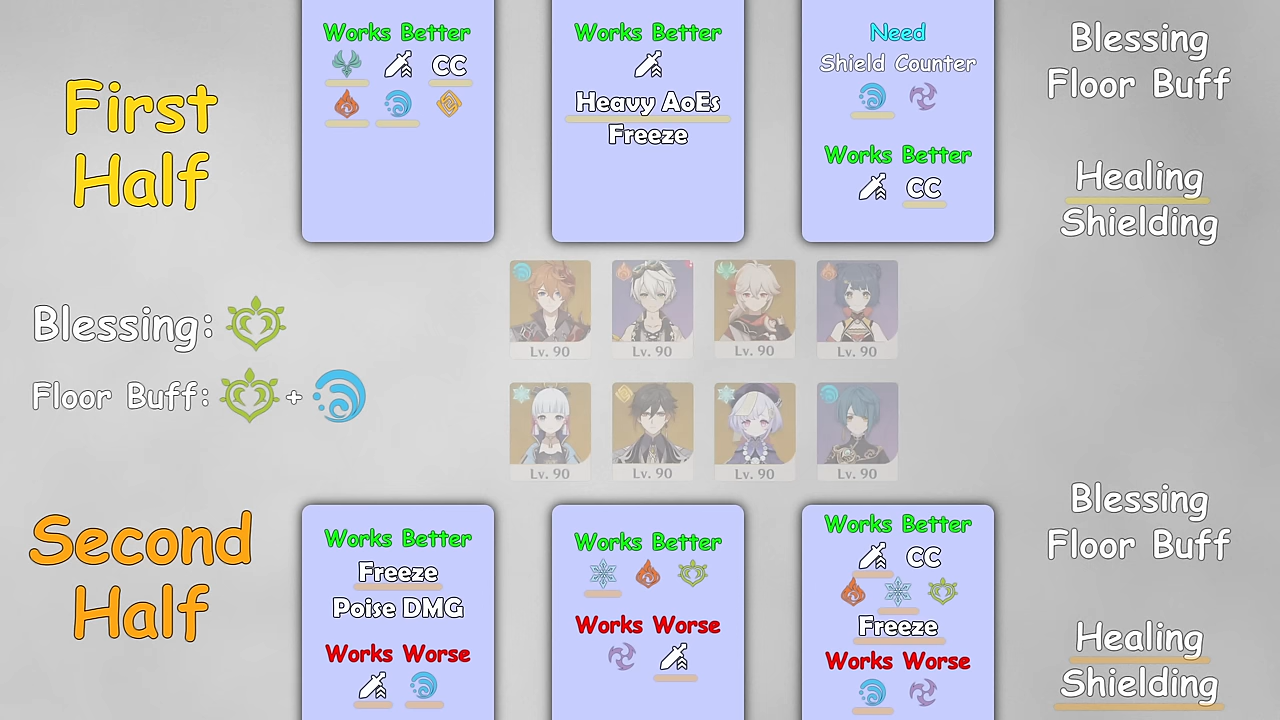 First
Half
Works Better
CC
Works Better
Heavy AoEs
Freeze
Need
Shield Counter
Works Better
CC
Blessing
Floor Buff
Healing
Shielding
Blessing:
Floor Buff: +
Lv. 90
Lv. 90
Lv. 90
Lv. 90
Lv. 90
Lv. 90
Lv. 90
Lv. 90
Second
Half
Works Better
Freeze
Poise DMG
Works Worse
Works Better
Works Worse
Works Better
CC
Freeze
Works Worse
Blessing
Floor Buff
Healing
Shielding